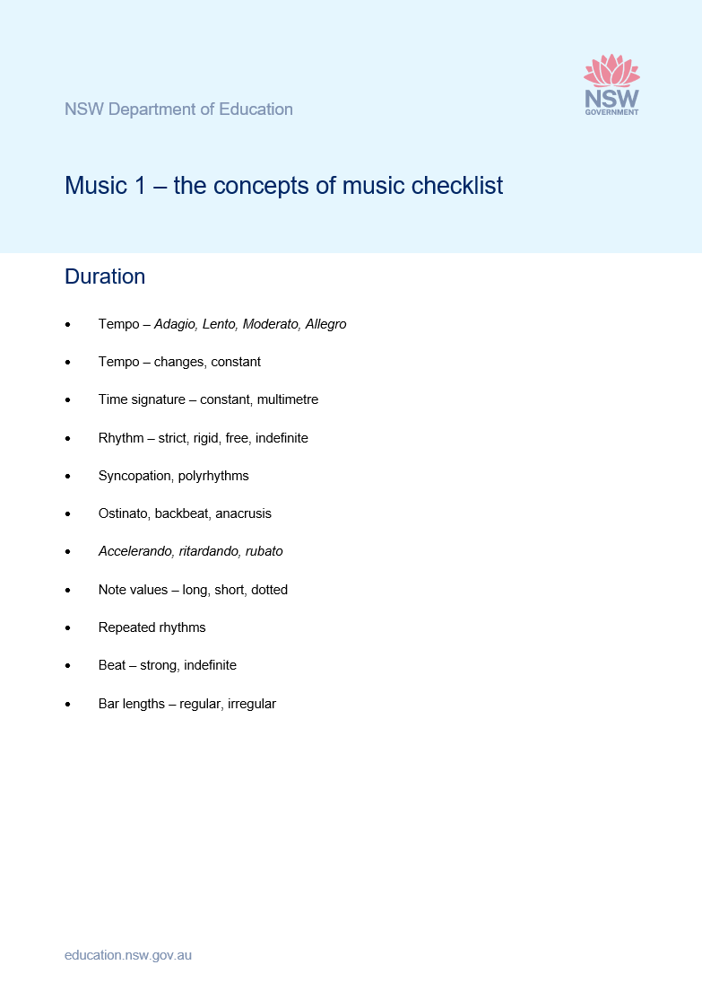 NSW Department of Education
NSW
GOVERNMENT
Music 1 – the concepts of music checklist
Duration
• Tempo – Adagio, Lento, Moderato, Allegro
• Tempo – changes, constant
• Time signature – constant, multimetre
• Rhythm – strict, rigid, free, indefinite
• Syncopation, polyrhythms
• Ostinato, backbeat, anacrusis
• Accelerando, ritardando, rubato
• Note values – long, short, dotted
• Repeated rhythms
• Beat – strong, indefinite
• Bar lengths – regular, irregular
education.nsw.gov.au